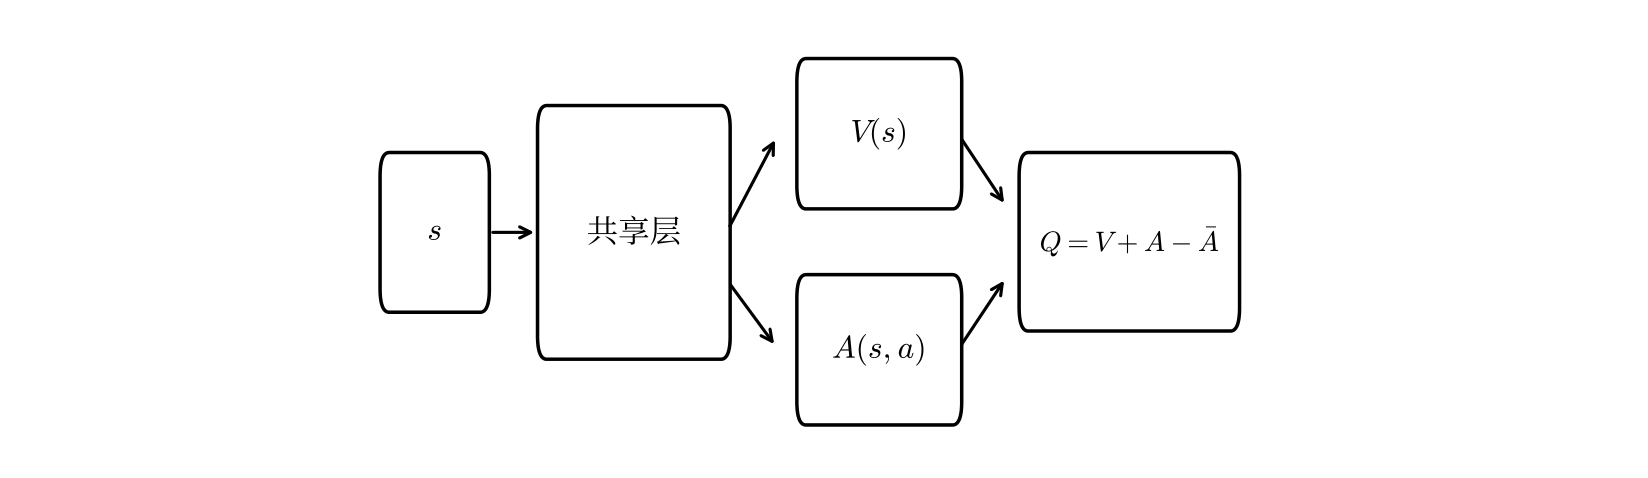 s
共享层
V(s)
A(s, a)
Q = V + A − Ā